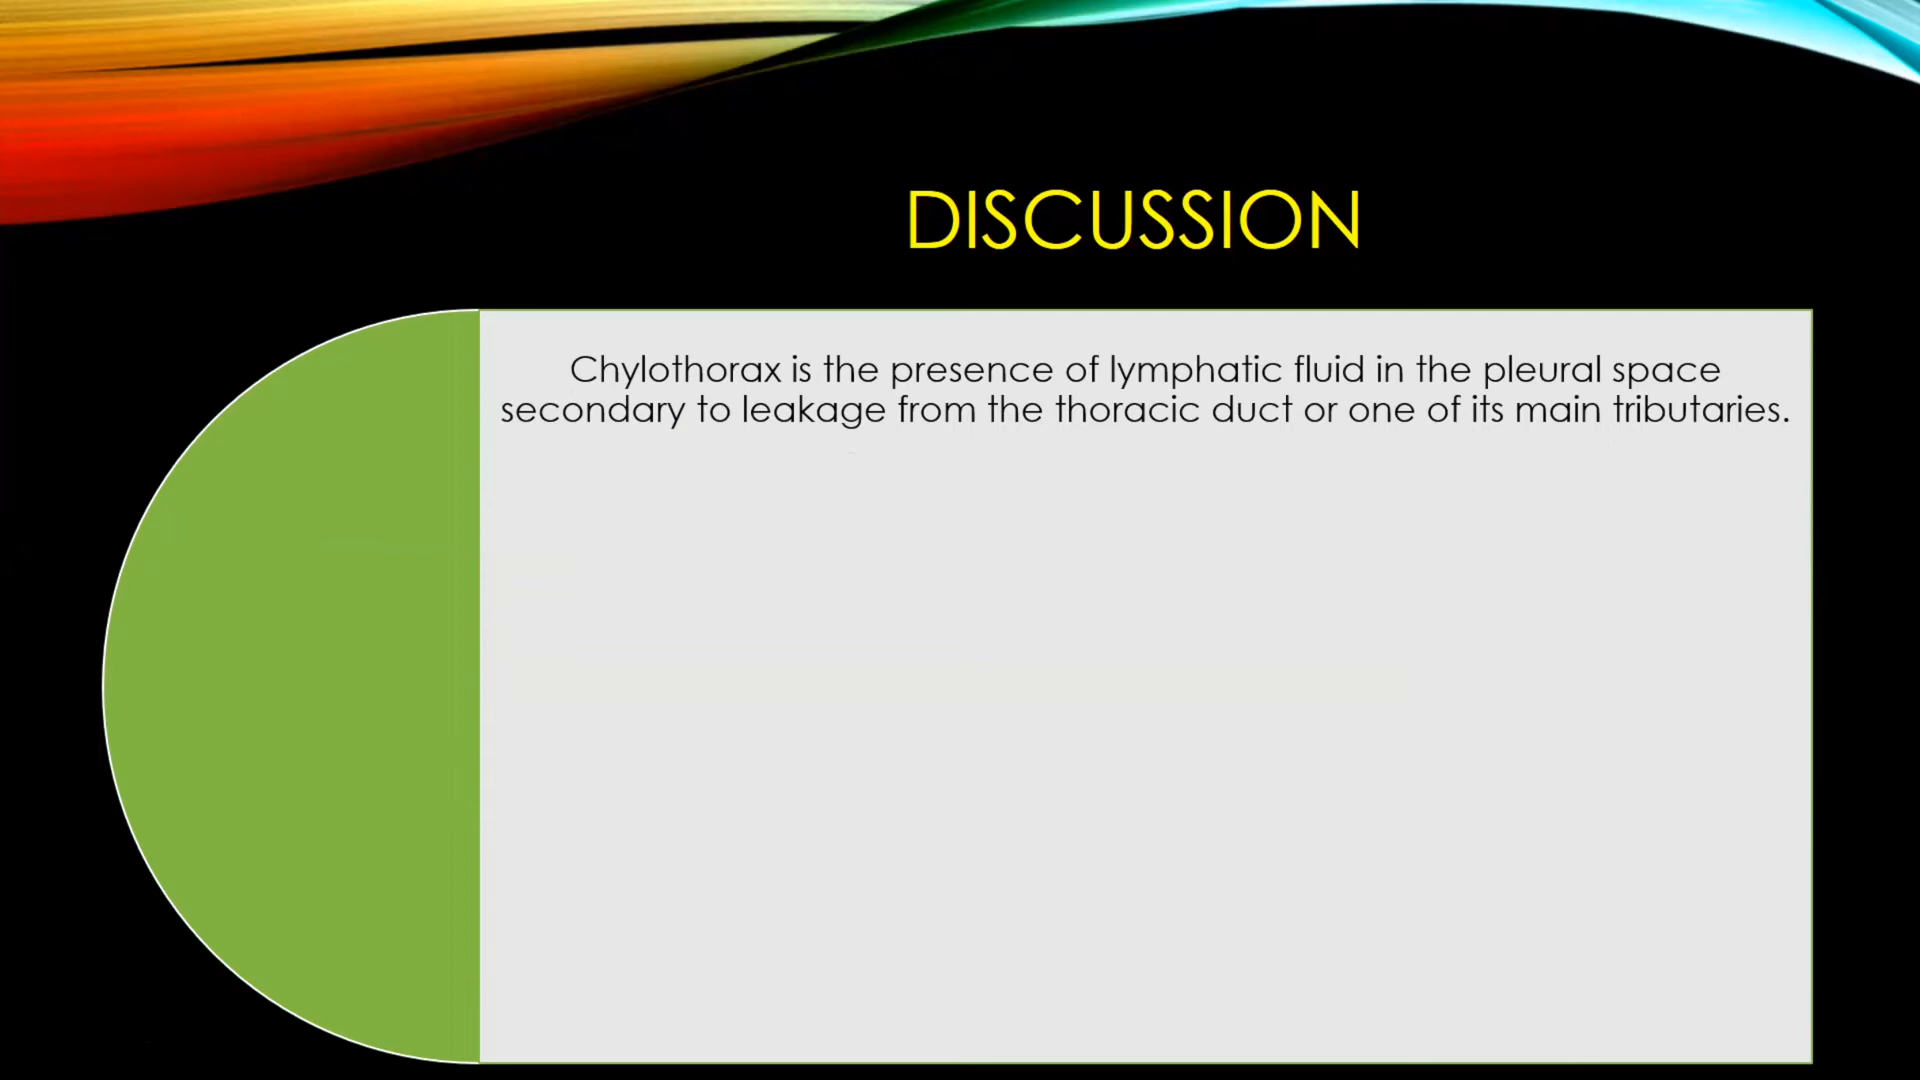 DISCUSSION
Chylothorax is the presence of lymphatic fluid in the pleural space
secondary to leakage from the thoracic duct or one of its main tributaries.